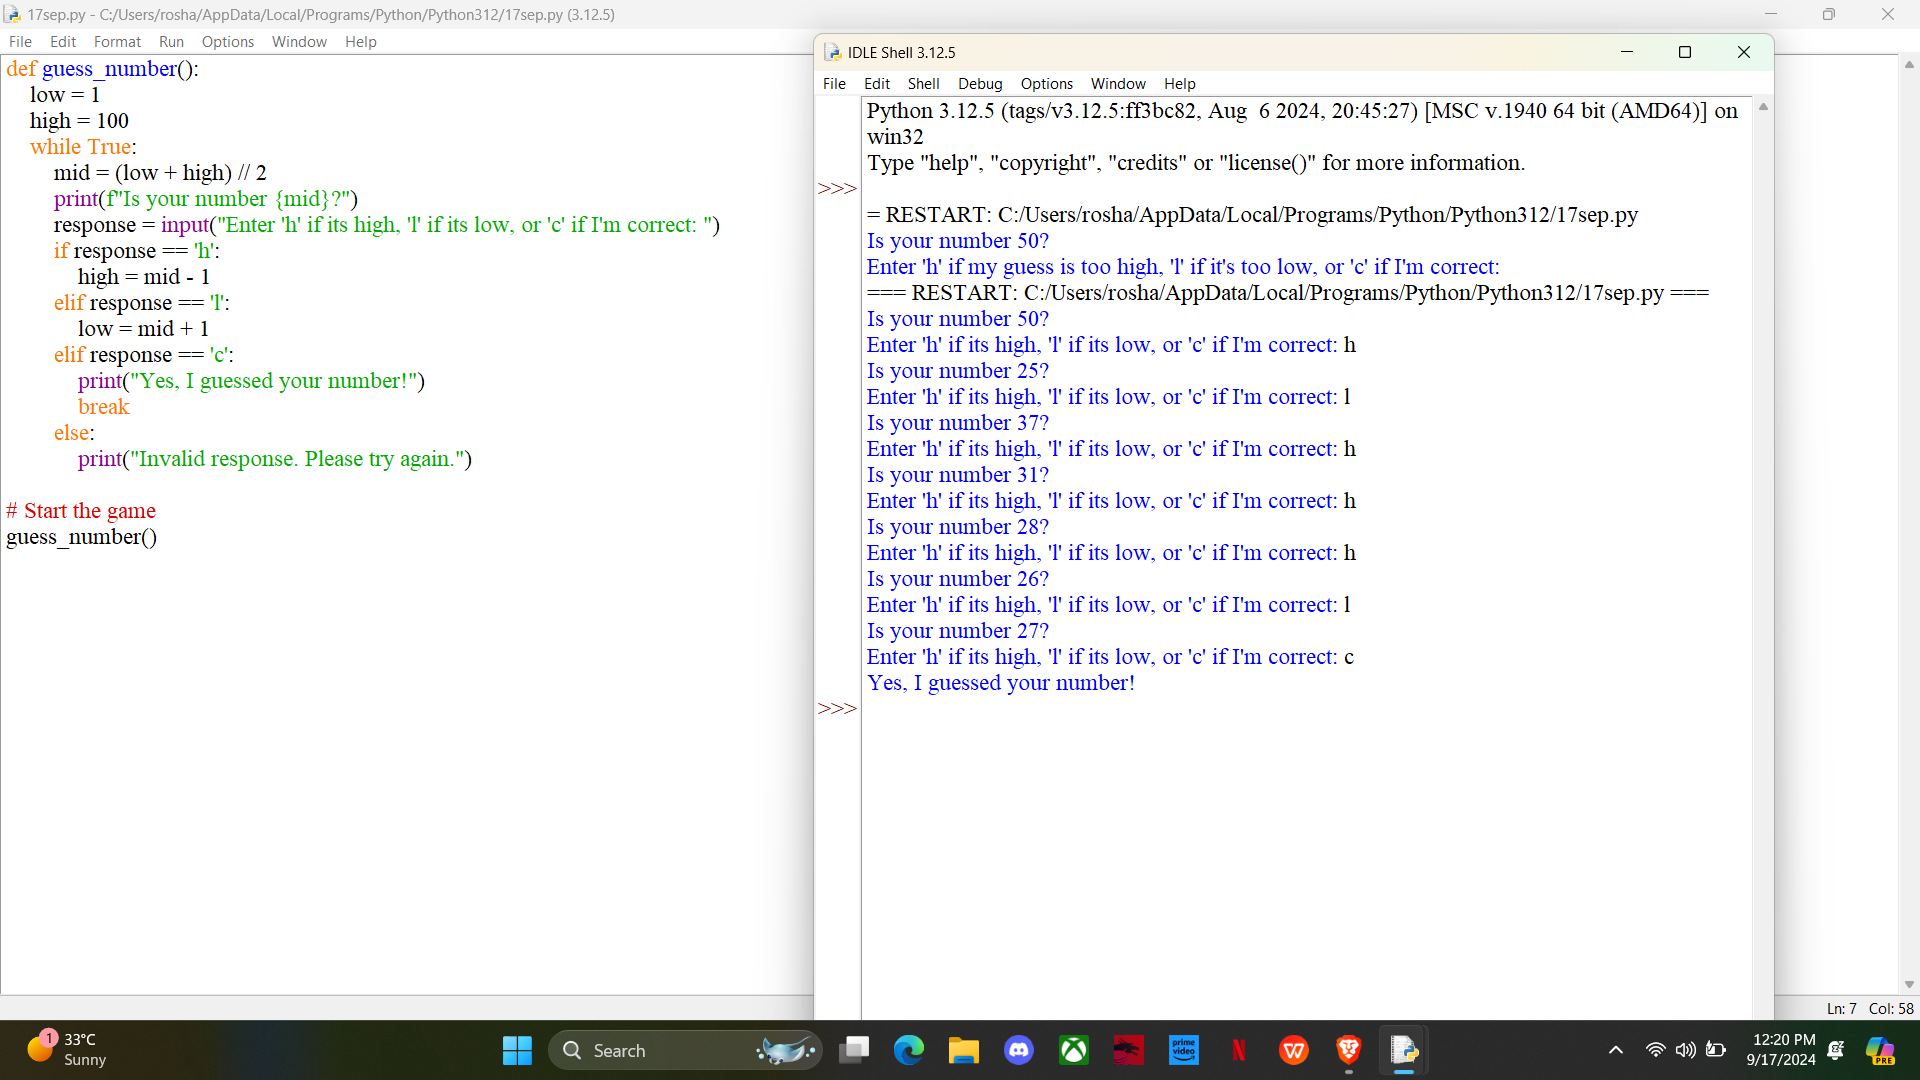 17sep.py - C:/Users/rosha/AppData/Local/Programs/Python/Python312/17sep.py (3.12.5)
File Edit Format Run Options Window Help
def guess_number():
    low = 1
    high = 100
    while True:
        mid = (low + high) // 2
        print(f"Is your number {mid}?")
        response = input("Enter 'h' if its high, 'l' if its low, or 'c' if I'm correct: ")
        if response == 'h':
            high = mid - 1
        elif response == 'l':
            low = mid + 1
        elif response == 'c':
            print("Yes, I guessed your number!")
            break
        else:
            print("Invalid response. Please try again.")
# Start the game
guess_number()
IDLE Shell 3.12.5
File Edit Shell Debug Options Window Help
Python 3.12.5 (tags/v3.12.5:ff3bc82, Aug  6 2024, 20:45:27) [MSC v.1940 64 bit (AMD64)] on
win32
Type "help", "copyright", "credits" or "license()" for more information.
>>>
= RESTART: C:/Users/rosha/AppData/Local/Programs/Python/Python312/17sep.py
Is your number 50?
Enter 'h' if my guess is too high, 'l' if it's too low, or 'c' if I'm correct:
=== RESTART: C:/Users/rosha/AppData/Local/Programs/Python/Python312/17sep.py ===
Is your number 50?
Enter 'h' if its high, 'l' if its low, or 'c' if I'm correct: h
Is your number 25?
Enter 'h' if its high, 'l' if its low, or 'c' if I'm correct: l
Is your number 37?
Enter 'h' if its high, 'l' if its low, or 'c' if I'm correct: h
Is your number 31?
Enter 'h' if its high, 'l' if its low, or 'c' if I'm correct: h
Is your number 28?
Enter 'h' if its high, 'l' if its low, or 'c' if I'm correct: h
Is your number 26?
Enter 'h' if its high, 'l' if its low, or 'c' if I'm correct: l
Is your number 27?
Enter 'h' if its high, 'l' if its low, or 'c' if I'm correct: c
Yes, I guessed your number!
>>>
Ln: 7 Col: 58
1
33°C
Sunny
Search
prime
video
N
W
12:20 PM
9/17/2024
PRE